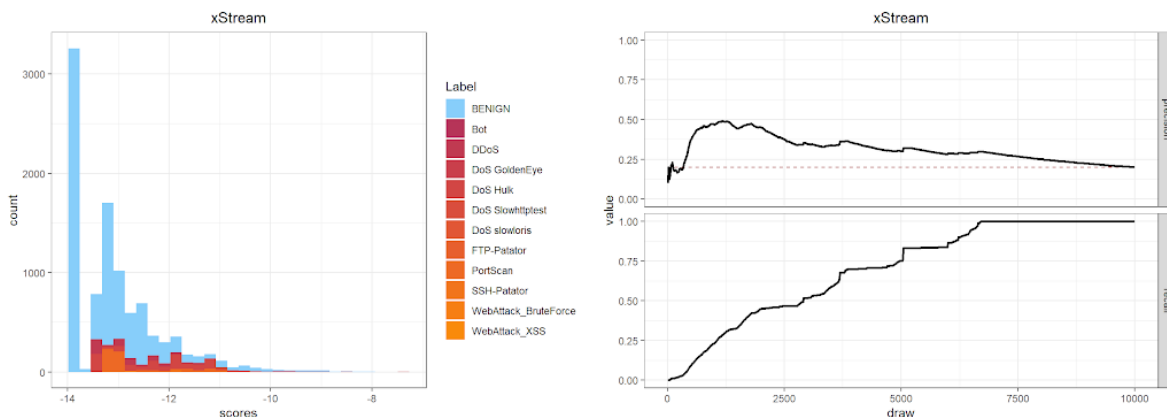 xStream
3000
2000
1000
0
count
-14
-12
-10
-8
scores
Label
BENIGN
Bot
DDoS
DoS GoldenEye
DoS Hulk
DoS Slowhttptest
DoS slowloris
FTP-Patator
PortScan
SSH-Patator
WebAttack_BruteForce
WebAttack_XSS
xStream
1.00
0.75
0.50
0.25
0.00
precision
value
1.00
0.75
0.50
0.25
0.00
recall
0
2500
5000
7500
10000
draw